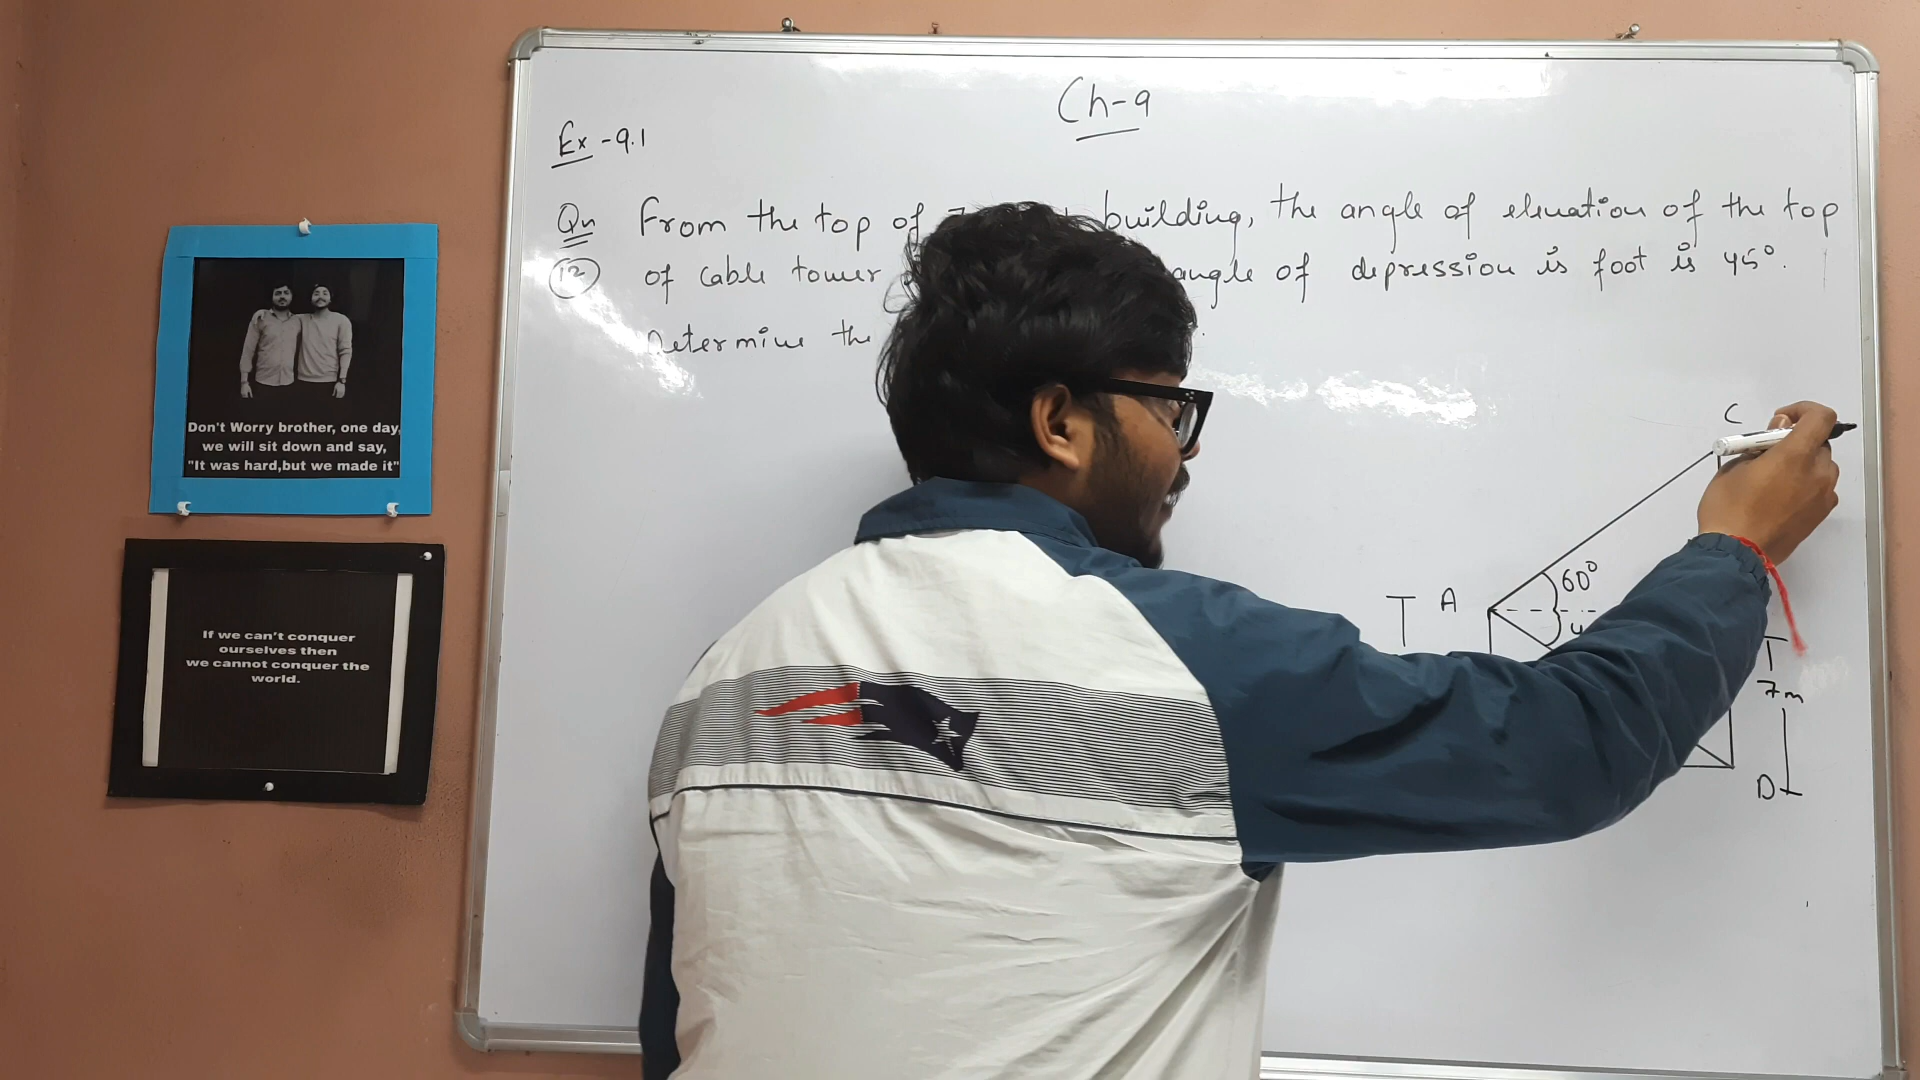 Ch-9
Ex-9.1
Qn From the top of building, the angle of elevation of the top
12 of cable tower angle of depression is foot is 45°.
Determine the
C
60°
A
7m
D
Don't Worry brother, one day,
we will sit down and say,
"It was hard,but we made it"
If we can't conquer
ourselves then
we cannot conquer the
world.